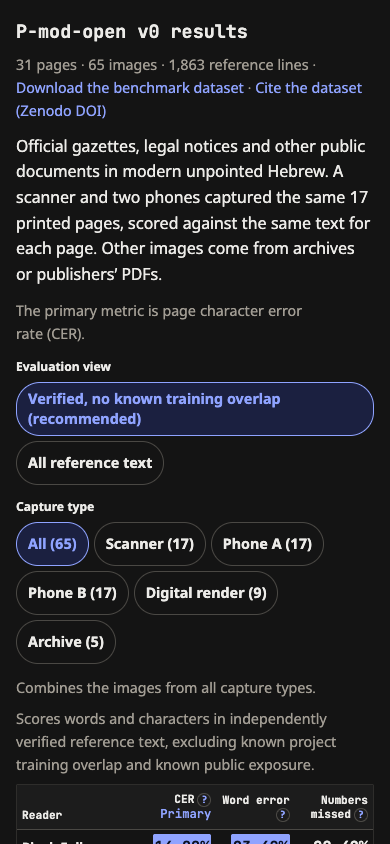 P-mod-open v0 results
31 pages · 65 images · 1,863 reference lines ·
Download the benchmark dataset · Cite the dataset
(Zenodo DOI)
Official gazettes, legal notices and other public
documents in modern unpointed Hebrew. A
scanner and two phones captured the same 17
printed pages, scored against the same text for
each page. Other images come from archives
or publishers’ PDFs.
The primary metric is page character error
rate (CER).
Evaluation view
Verified, no known training overlap
(recommended)
All reference text
Capture type
All (65) Scanner (17) Phone A (17)
Phone B (17) Digital render (9)
Archive (5)
Combines the images from all capture types.
Scores words and characters in independently
verified reference text, excluding known project
training overlap and known public exposure.
CER ? Word error Numbers
Reader Primary ? missed ?